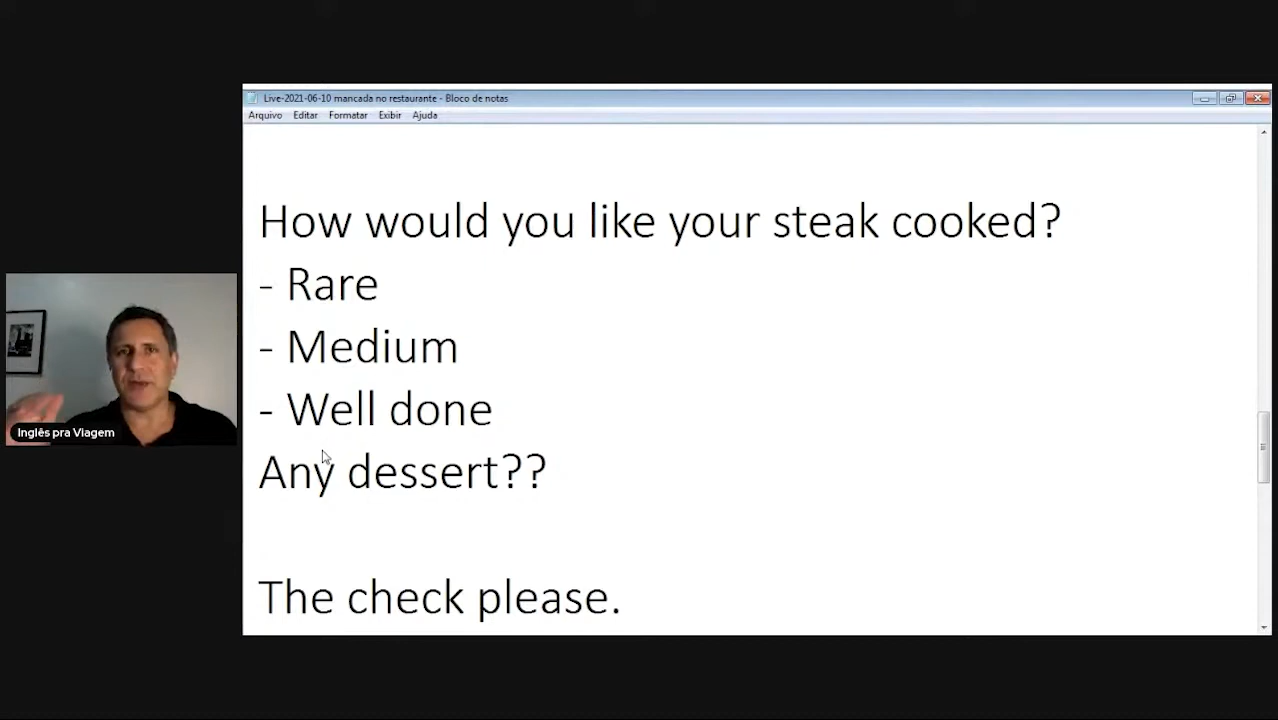 Live-2021-06-10 mancada no restaurante - Bloco de notas
Arquivo Editar Formatar Exibir Ajuda
How would you like your steak cooked?
- Rare
- Medium
- Well done
Any dessert??
The check please.
Inglês pra Viagem